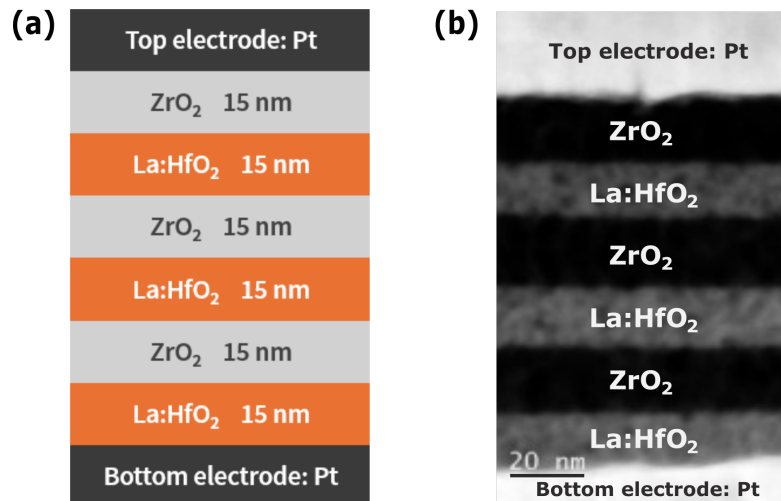 (a)
Top electrode: Pt
ZrO₂ 15 nm
La:HfO₂ 15 nm
ZrO₂ 15 nm
La:HfO₂ 15 nm
ZrO₂ 15 nm
La:HfO₂ 15 nm
Bottom electrode: Pt
(b)
Top electrode: Pt
ZrO₂
La:HfO₂
ZrO₂
La:HfO₂
ZrO₂
La:HfO₂
20 nm
Bottom electrode: Pt